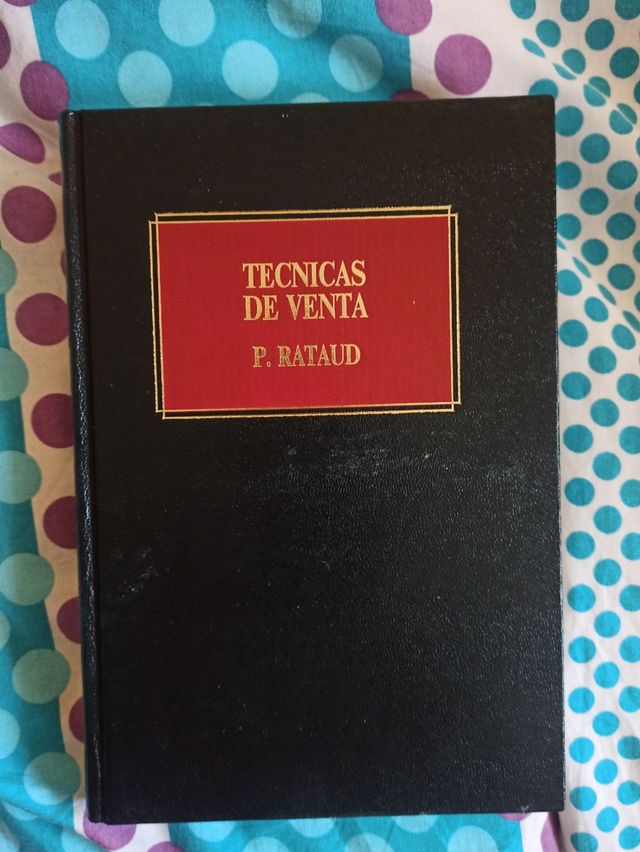 TECNICAS
DE VENTA
P. RATAUD